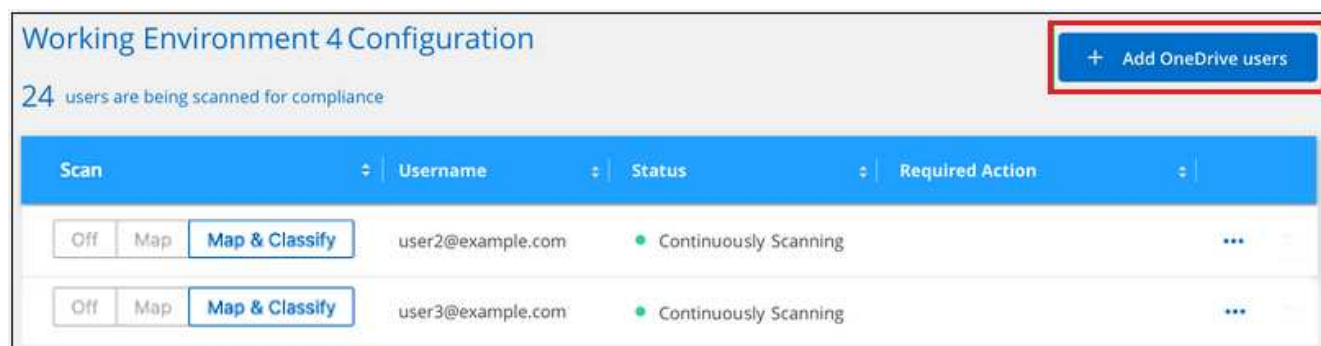 Working Environment 4 Configuration
+ Add OneDrive users
24 users are being scanned for compliance
Scan Username Status Required Action
Off Map Map & Classify user2@example.com Continuously Scanning ...
Off Map Map & Classify user3@example.com Continuously Scanning ...